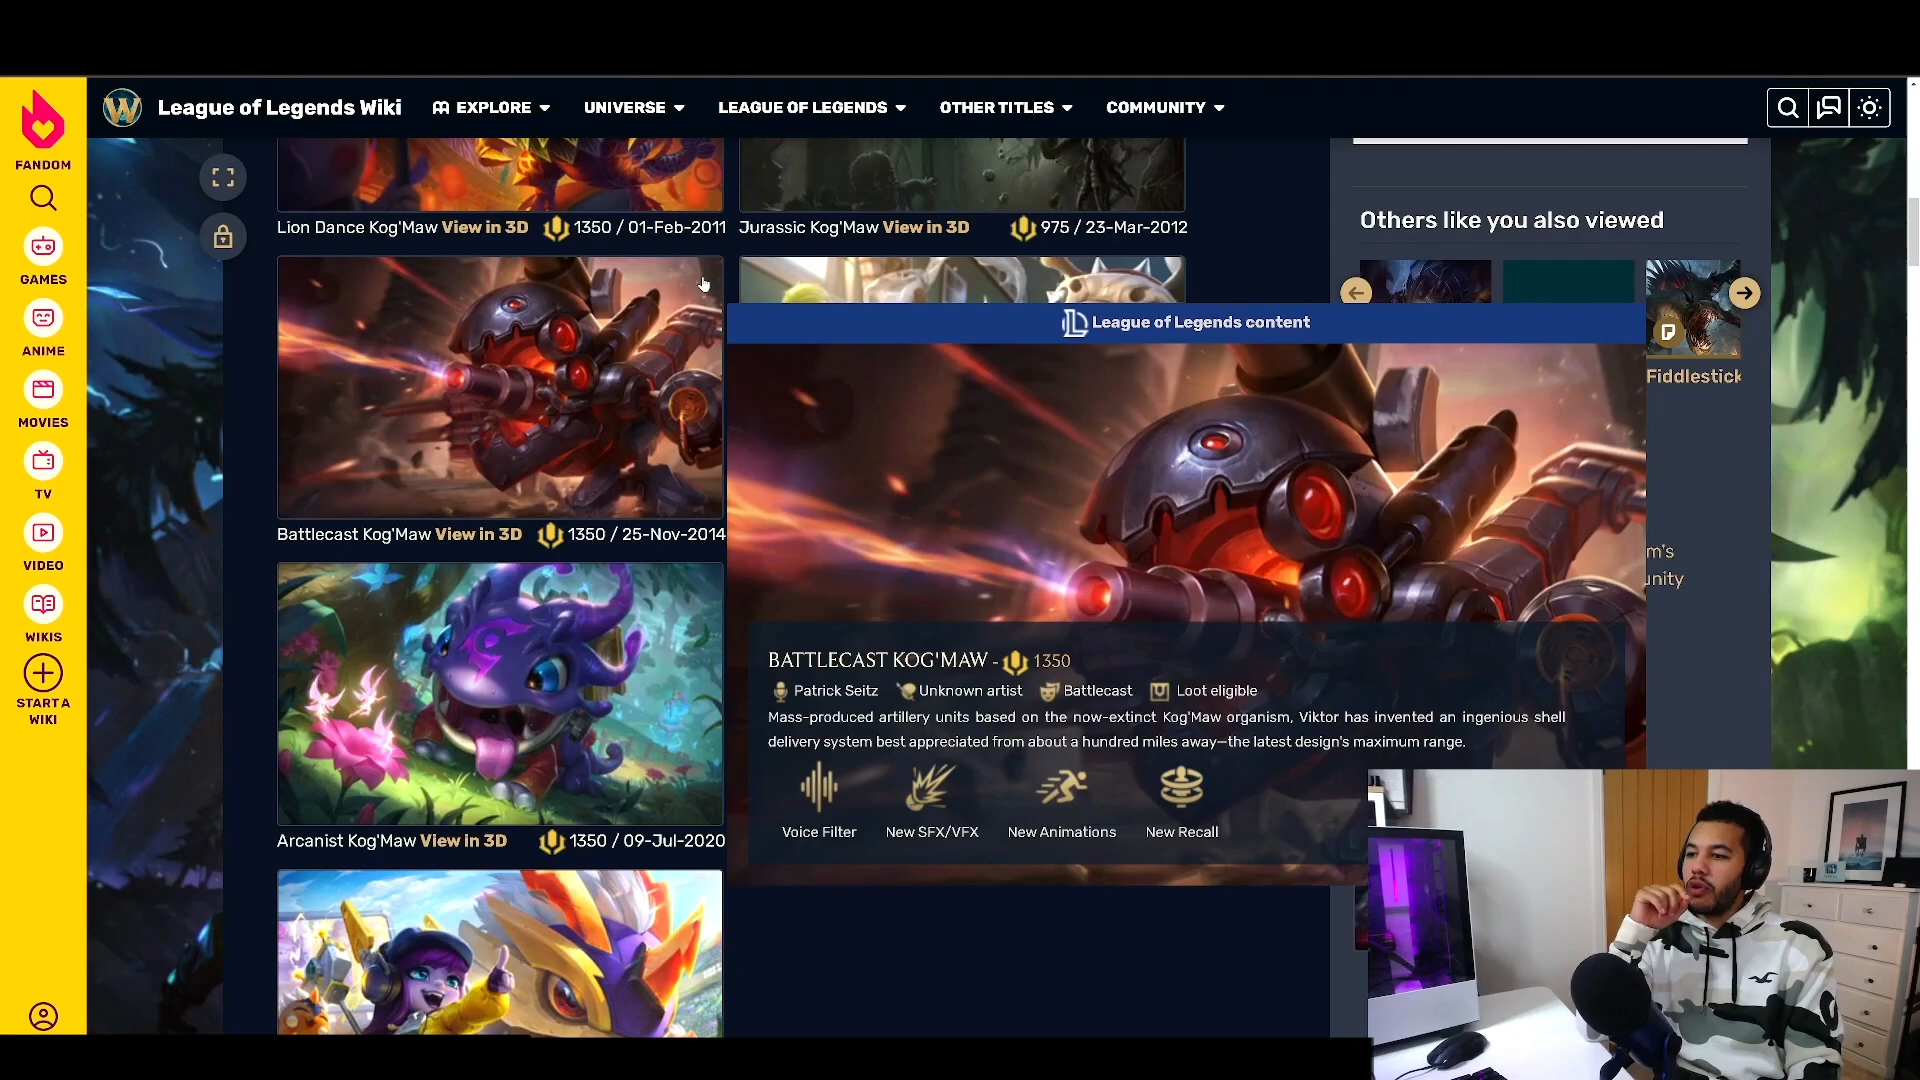 League of Legends Wiki
EXPLORE
UNIVERSE
LEAGUE OF LEGENDS
OTHER TITLES
COMMUNITY
FANDOM
GAMES
ANIME
MOVIES
TV
VIDEO
WIKIS
START A
WIKI
Lion Dance Kog'Maw View in 3D 1350 / 01-Feb-2011
Jurassic Kog'Maw View in 3D 975 / 23-Mar-2012
Battlecast Kog'Maw View in 3D 1350 / 25-Nov-2014
Arcanist Kog'Maw View in 3D 1350 / 09-Jul-2020
Others like you also viewed
Fiddlestick
m's
unity
League of Legends content
BATTLECAST KOG'MAW - 1350
Patrick Seitz Unknown artist Battlecast Loot eligible
Mass-produced artillery units based on the now-extinct Kog'Maw organism, Viktor has invented an ingenious shell
delivery system best appreciated from about a hundred miles away—the latest design's maximum range.
Voice Filter New SFX/VFX New Animations New Recall